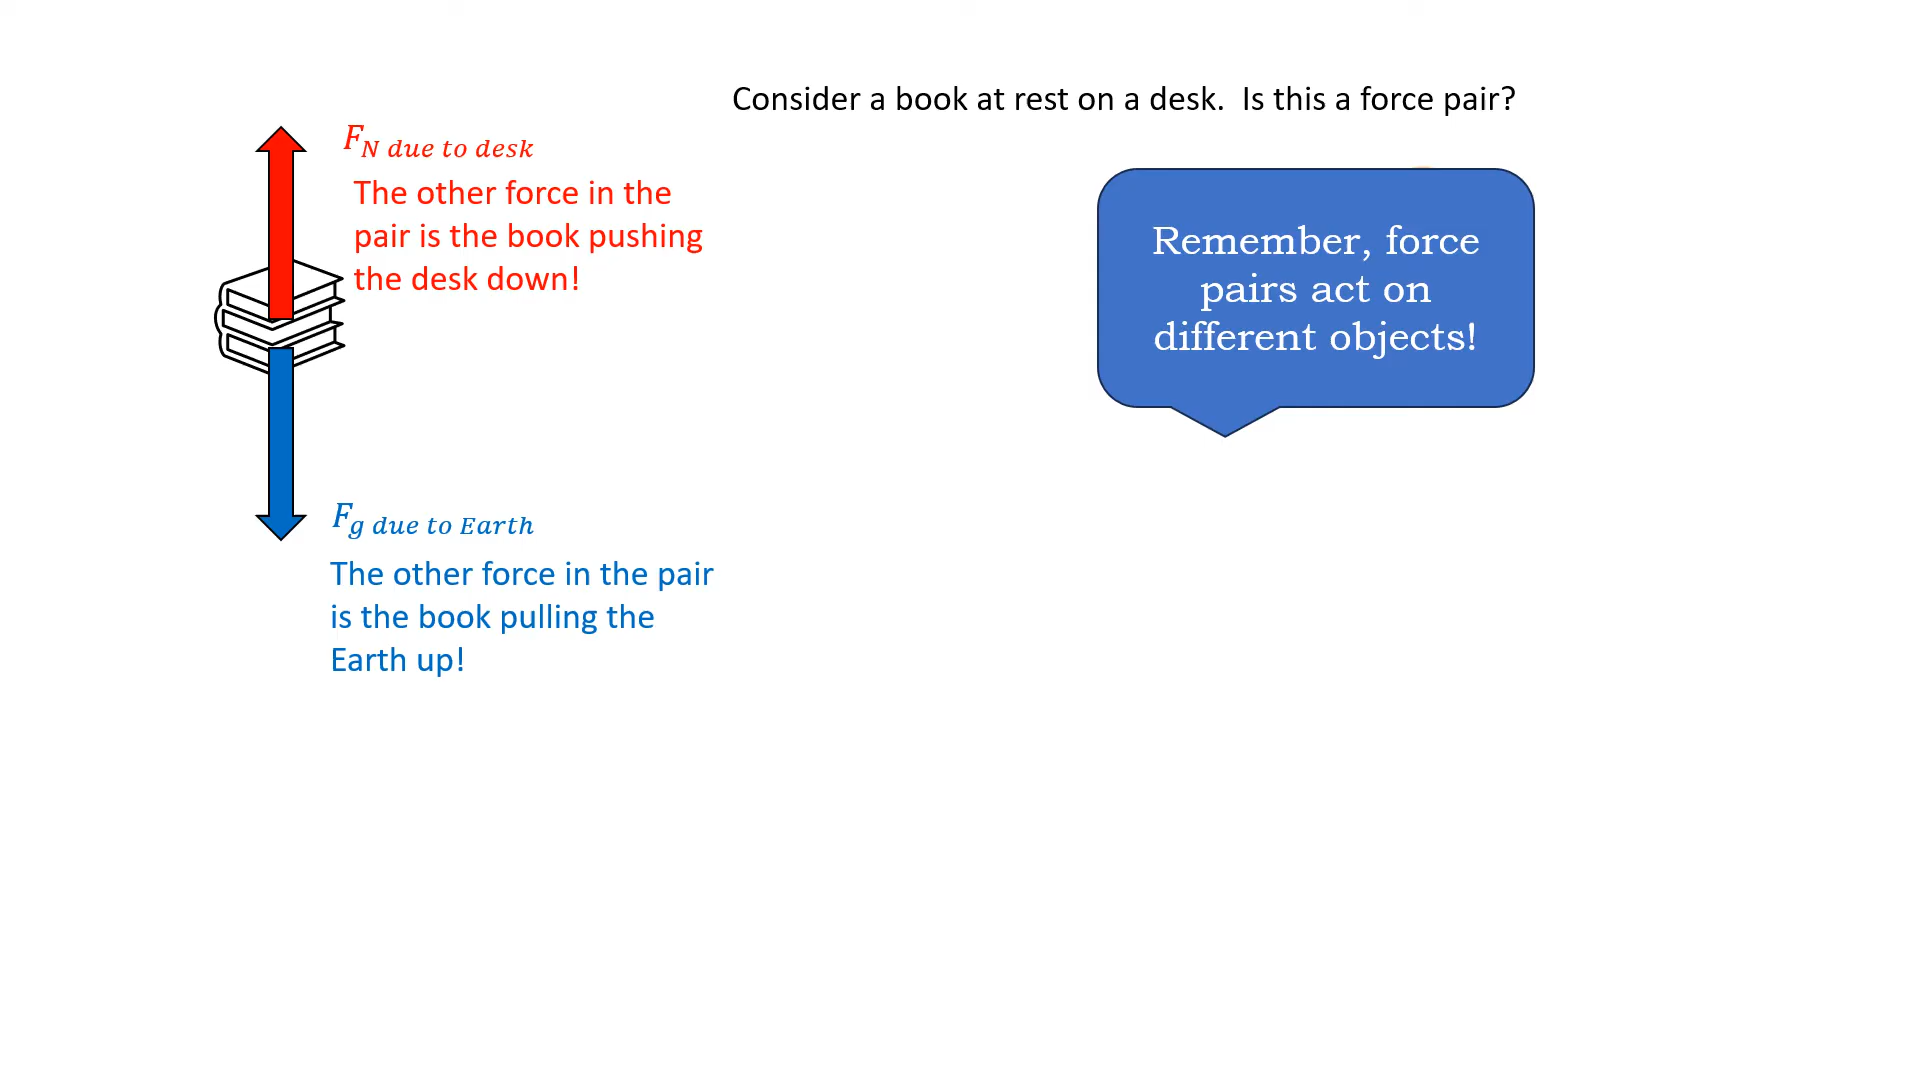 Consider a book at rest on a desk.  Is this a force pair?
F_N due to desk
The other force in the
pair is the book pushing
the desk down!
Remember, force
pairs act on
different objects!
F_g due to Earth
The other force in the pair
is the book pulling the
Earth up!